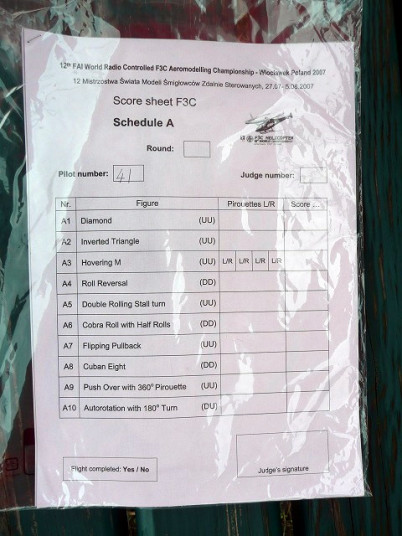 12th FAI World Radio Controlled F3C Aeromodelling Championship - Włocławek Poland 2007
12 Mistrzostwa Świata Modeli Śmigłowców Zdalnie Sterowanych, 27.07- 5.08.2007
Score sheet F3C
Schedule A
Round:
F3C HELICOPTER
Pilot number: 41 Judge number:
Nr. Figure Pirouettes L/R Score ...
A1 Diamond (UU)
A2 Inverted Triangle (UU)
A3 Hovering M (UU) L/R L/R L/R L/R
A4 Roll Reversal (DD)
A5 Double Rolling Stall turn (UU)
A6 Cobra Roll with Half Rolls (DD)
A7 Flipping Pullback (UU)
A8 Cuban Eight (DD)
A9 Push Over with 360° Pirouette (UU)
A10 Autorotation with 180° Turn (DU)
Flight completed: Yes / No
Judge's signature